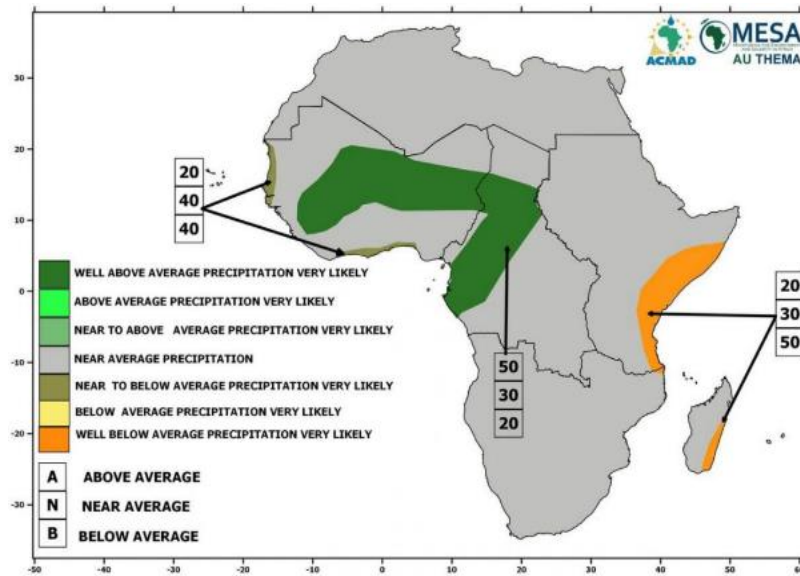 ACMAD
MESA
AU THEMA
30
20
10
0
-10
-20
-30
20
40
40
20
30
50
50
30
20
WELL ABOVE AVERAGE PRECIPITATION VERY LIKELY
ABOVE AVERAGE PRECIPITATION VERY LIKELY
NEAR TO ABOVE AVERAGE PRECIPITATION VERY LIKELY
NEAR AVERAGE PRECIPITATION
NEAR TO BELOW AVERAGE PRECIPITATION VERY LIKELY
BELOW AVERAGE PRECIPITATION VERY LIKELY
WELL BELOW AVERAGE PRECIPITATION VERY LIKELY
A ABOVE AVERAGE
N NEAR AVERAGE
B BELOW AVERAGE
-50 -40 -30 -20 -10 0 10 20 30 40 50